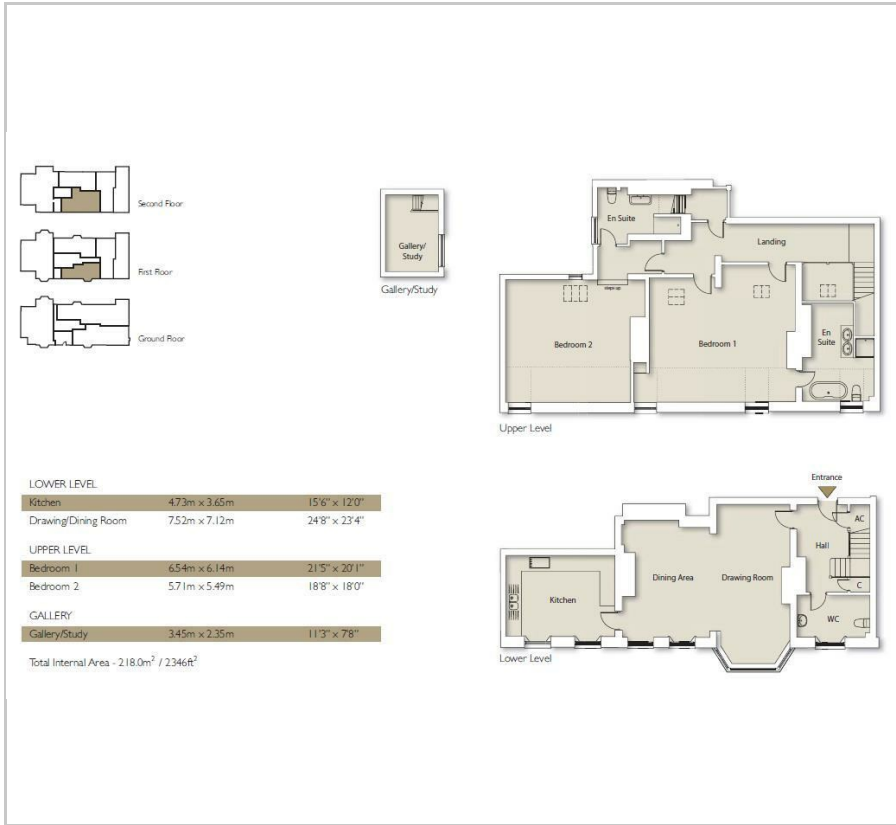 Second Floor
First Floor
Ground Floor
Gallery/
Study
Gallery/Study
En Suite
Landing
steps up
Bedroom 2
Bedroom 1
En
Suite
Upper Level
LOWER LEVEL
Kitchen 4.73m x 3.65m 15'6" x 12'0"
Drawing/Dining Room 7.52m x 7.12m 24'8" x 23'4"
UPPER LEVEL
Bedroom 1 6.54m x 6.14m 21'5" x 20'1"
Bedroom 2 5.71m x 5.49m 18'8" x 18'0"
GALLERY
Gallery/Study 3.45m x 2.35m 11'3" x 7'8"
Total Internal Area - 218.0m² / 2346ft²
Entrance
AC
Hall
Dining Area
Drawing Room
C
Kitchen
WC
Lower Level